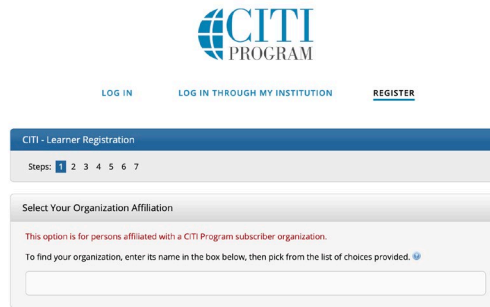 CITI
PROGRAM
LOG IN LOG IN THROUGH MY INSTITUTION REGISTER
CITI - Learner Registration
Steps: 1 2 3 4 5 6 7
Select Your Organization Affiliation
This option is for persons affiliated with a CITI Program subscriber organization.
To find your organization, enter its name in the box below, then pick from the list of choices provided.